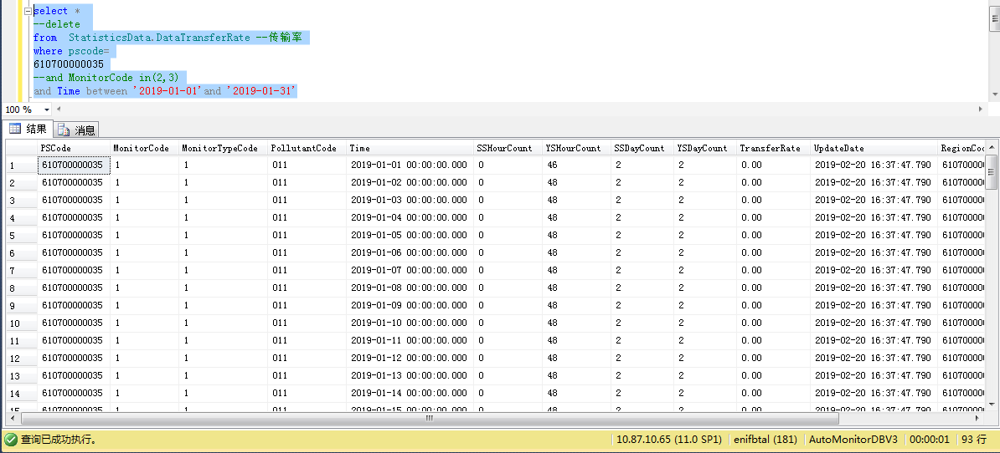 select *
--delete
from  StatisticsData.DataTransferRate --传输率
where pscode=
610700000035
--and MonitorCode in(2,3)
and Time between '2019-01-01'and '2019-01-31'
100 %
结果 消息
PSCode MonitorCode MonitorTypeCode PollutantCode Time SSHourCount YSHourCount SSDayCount YSDayCount TransferRate UpdateDate RegionCoo
1 610700000035 1 1 011 2019-01-01 00:00:00.000 0 46 2 2 0.00 2019-02-20 16:37:47.790 6107000
2 610700000035 1 1 011 2019-01-02 00:00:00.000 0 48 2 2 0.00 2019-02-20 16:37:47.790 6107000
3 610700000035 1 1 011 2019-01-03 00:00:00.000 0 48 2 2 0.00 2019-02-20 16:37:47.790 6107000
4 610700000035 1 1 011 2019-01-04 00:00:00.000 0 48 2 2 0.00 2019-02-20 16:37:47.790 6107000
5 610700000035 1 1 011 2019-01-05 00:00:00.000 0 48 2 2 0.00 2019-02-20 16:37:47.790 6107000
6 610700000035 1 1 011 2019-01-06 00:00:00.000 0 48 2 2 0.00 2019-02-20 16:37:47.790 6107000
7 610700000035 1 1 011 2019-01-07 00:00:00.000 0 48 2 2 0.00 2019-02-20 16:37:47.790 6107000
8 610700000035 1 1 011 2019-01-08 00:00:00.000 0 48 2 2 0.00 2019-02-20 16:37:47.790 6107000
9 610700000035 1 1 011 2019-01-09 00:00:00.000 0 48 2 2 0.00 2019-02-20 16:37:47.790 6107000
10 610700000035 1 1 011 2019-01-10 00:00:00.000 0 48 2 2 0.00 2019-02-20 16:37:47.790 6107000
11 610700000035 1 1 011 2019-01-11 00:00:00.000 0 48 2 2 0.00 2019-02-20 16:37:47.790 6107000
12 610700000035 1 1 011 2019-01-12 00:00:00.000 0 48 2 2 0.00 2019-02-20 16:37:47.790 6107000
13 610700000035 1 1 011 2019-01-13 00:00:00.000 0 48 2 2 0.00 2019-02-20 16:37:47.790 6107000
14 610700000035 1 1 011 2019-01-14 00:00:00.000 0 48 2 2 0.00 2019-02-20 16:37:47.790 6107000
15 610700000035 1 1 011 2019-01-15 00:00:00.000 0 48 2 2 0.00 2019-02-20 16:37:47.790 6107000
查询已成功执行。 10.87.10.65 (11.0 SP1) enifbtal (181) AutoMonitorDBV3 00:00:01 93 行